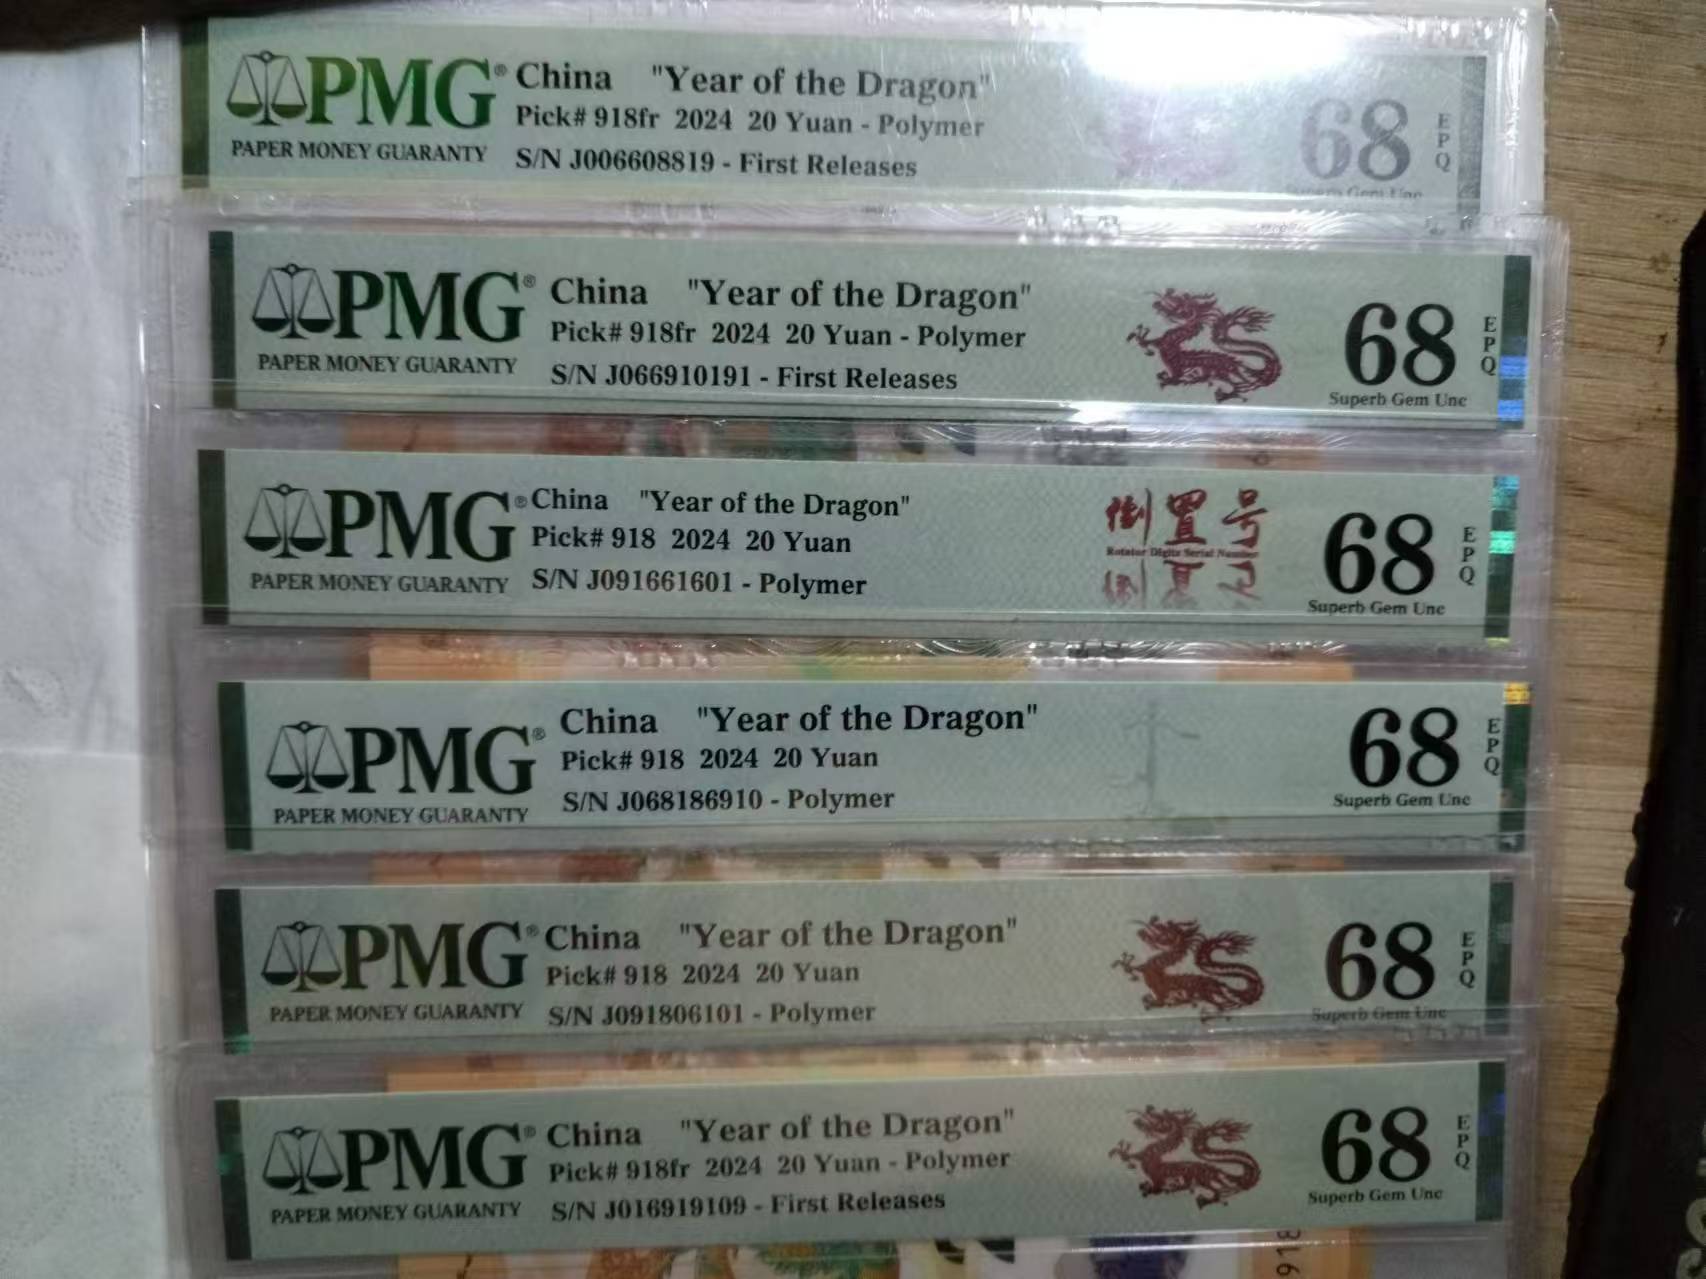 PMG® China "Year of the Dragon"
Pick# 918fr 2024 20 Yuan - Polymer
PAPER MONEY GUARANTY
S/N J006608819 - First Releases
68
EPQ
Superb Gem Unc
PMG® China "Year of the Dragon"
Pick# 918fr 2024 20 Yuan - Polymer
PAPER MONEY GUARANTY
S/N J066910191 - First Releases
68
EPQ
Superb Gem Unc
PMG® China "Year of the Dragon"
Pick# 918 2024 20 Yuan
PAPER MONEY GUARANTY
S/N J091661601 - Polymer
倒置号
Rotator Digits Serial Number
68
EPQ
Superb Gem Unc
PMG® China "Year of the Dragon"
Pick# 918 2024 20 Yuan
PAPER MONEY GUARANTY
S/N J068186910 - Polymer
68
EPQ
Superb Gem Unc
PMG® China "Year of the Dragon"
Pick# 918 2024 20 Yuan
PAPER MONEY GUARANTY
S/N J091806101 - Polymer
68
EPQ
Superb Gem Unc
PMG® China "Year of the Dragon"
Pick# 918fr 2024 20 Yuan - Polymer
PAPER MONEY GUARANTY
S/N J016919109 - First Releases
68
EPQ
Superb Gem Unc
918